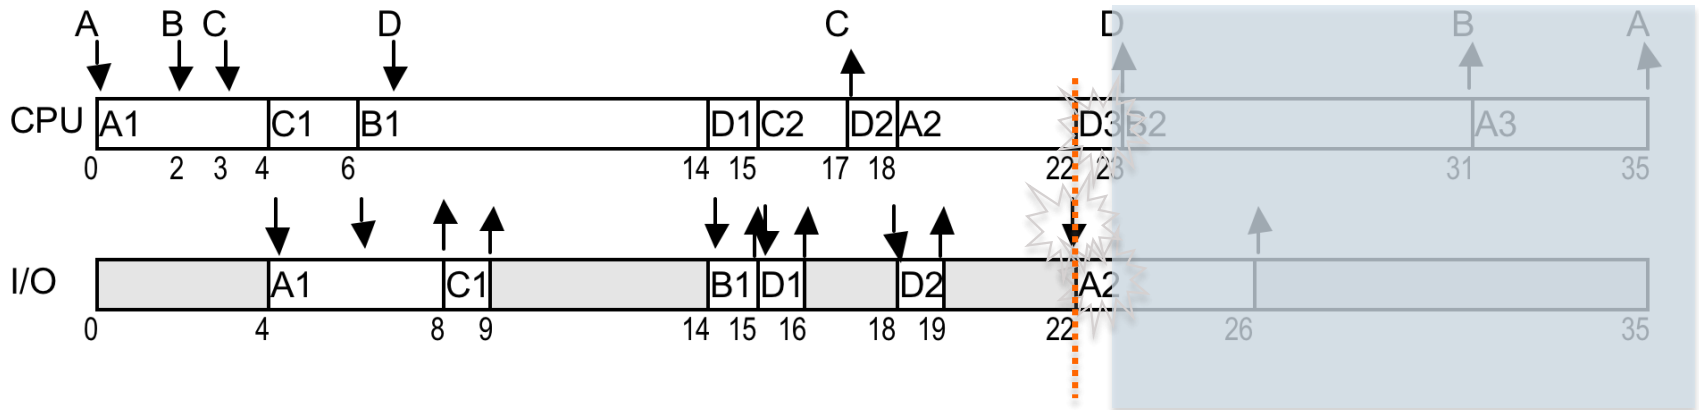 A B C D C D B A
CPU A1 C1 B1 D1 C2 D2 A2 D3 B2 A3
0 2 3 4 6 14 15 17 18 22 23 31 35
I/O A1 C1 B1 D1 D2 A2
0 4 8 9 14 15 16 18 19 22 26 35